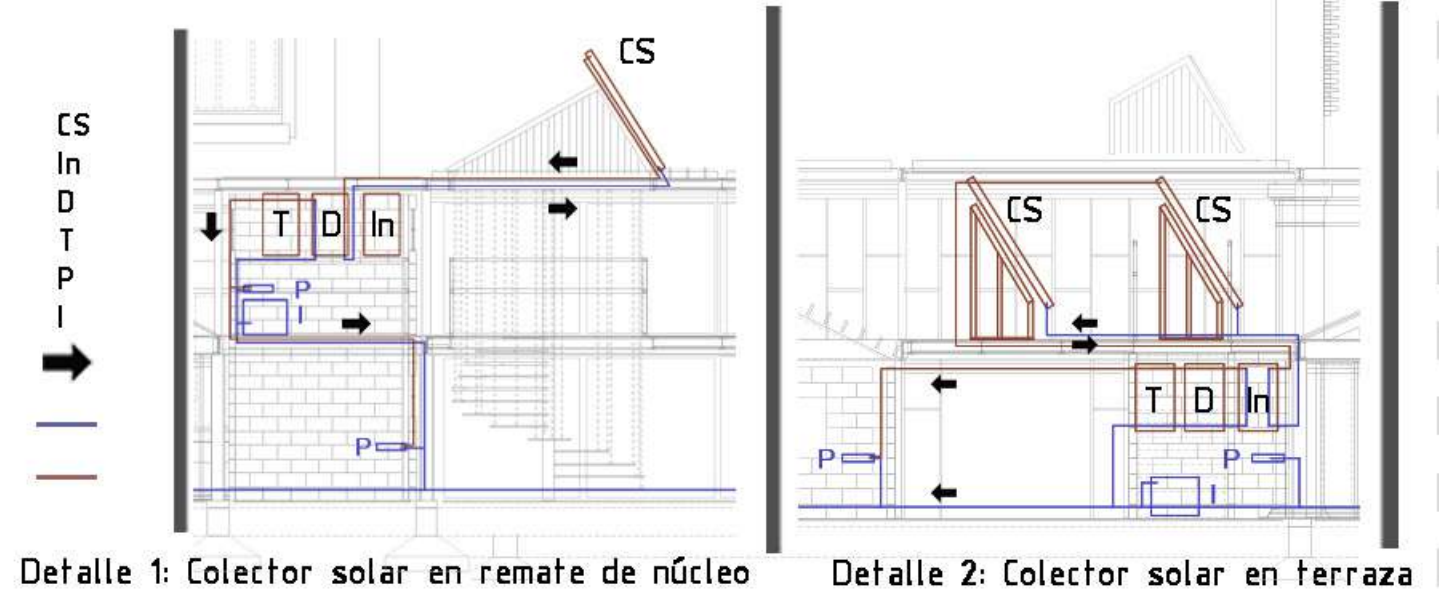 CS
In
D
T
P
I
CS
T D In
P
I
P
Detalle 1: Colector solar en remate de núcleo
CS CS
T D In
P P
I
Detalle 2: Colector solar en terraza